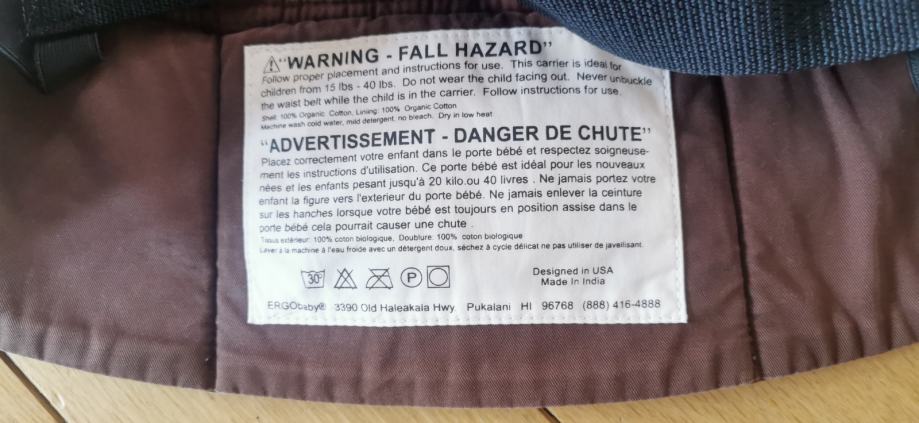 "WARNING - FALL HAZARD"
Follow proper placement and instructions for use. This carrier is ideal for
children from 15 lbs - 40 lbs. Do not wear the child facing out. Never unbuckle
the waist belt while the child is in the carrier. Follow instructions for use.
Shell: 100% Organic Cotton, Lining: 100% Organic Cotton
Machine wash cold water, mild detergent, no bleach. Dry in low heat
"ADVERTISSEMENT - DANGER DE CHUTE"
Placez correctement votre enfant dans le porte bébé et respectez soigneuse-
ment les instructions d'utilisation. Ce porte bébé est idéal pour les nouveaux
nées et les enfants pesant jusqu'à 20 kilo.ou 40 livres . Ne jamais portez votre
enfant la figure vers l'exterieur du porte bébé. Ne jamais enlever la ceinture
sur les hanches lorsque votre bébé est toujours en position assise dans le
porte bébé cela pourrait causer une chute .
Tissus extérieur: 100% coton biologique, Doublure: 100% coton biologique
Laver à la machine à l'eau froide avec un détergent doux, séchez à cycle délicat ne pas utiliser de javellisant.
30° P
Designed in USA
Made In India
ERGObaby® 3390 Old Haleakala Hwy Pukalani HI 96768 (888) 416-4888